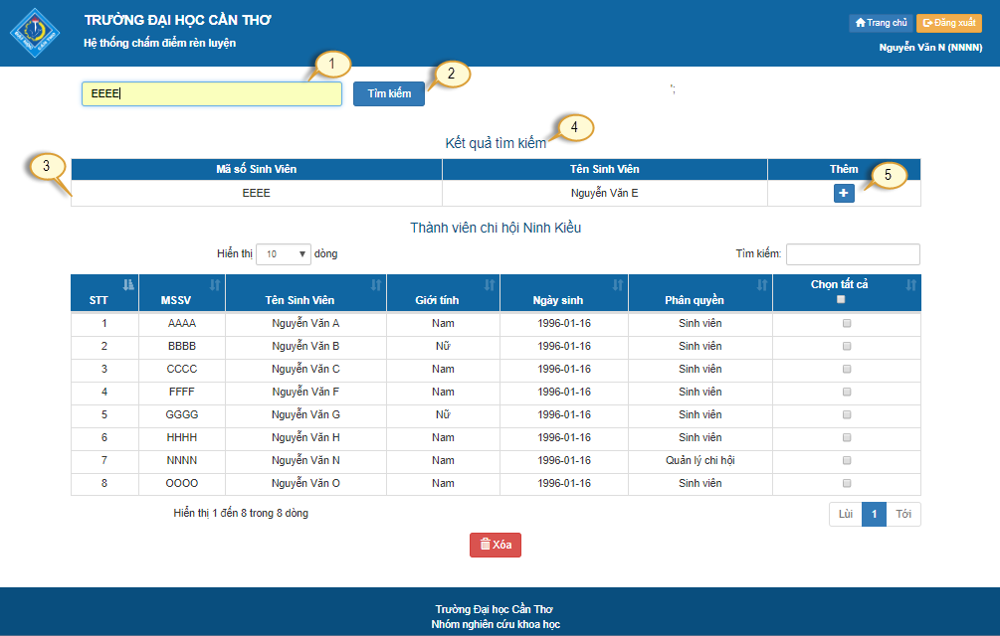 TRƯỜNG ĐẠI HỌC CẦN THƠ
Hệ thống chấm điểm rèn luyện
Trang chủ Đăng xuất
Nguyễn Văn N (NNNN)
1
2
EEEE Tìm kiếm ';
4
Kết quả tìm kiếm
3
Mã số Sinh Viên Tên Sinh Viên Thêm
5
EEEE Nguyễn Văn E +
Thành viên chi hội Ninh Kiều
Hiển thị 10 dòng Tìm kiếm:
STT MSSV Tên Sinh Viên Giới tính Ngày sinh Phân quyền Chọn tất cả
1 AAAA Nguyễn Văn A Nam 1996-01-16 Sinh viên
2 BBBB Nguyễn Văn B Nữ 1996-01-16 Sinh viên
3 CCCC Nguyễn Văn C Nam 1996-01-16 Sinh viên
4 FFFF Nguyễn Văn F Nam 1996-01-16 Sinh viên
5 GGGG Nguyễn Văn G Nữ 1996-01-16 Sinh viên
6 HHHH Nguyễn Văn H Nam 1996-01-16 Sinh viên
7 NNNN Nguyễn Văn N Nam 1996-01-16 Quản lý chi hội
8 OOOO Nguyễn Văn O Nam 1996-01-16 Sinh viên
Hiển thị 1 đến 8 trong 8 dòng Lùi 1 Tới
Xóa
Trường Đại học Cần Thơ
Nhóm nghiên cứu khoa học